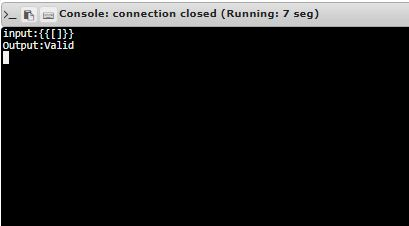 Console: connection closed (Running: 7 seg)
input:{{[]}}
Output:Valid